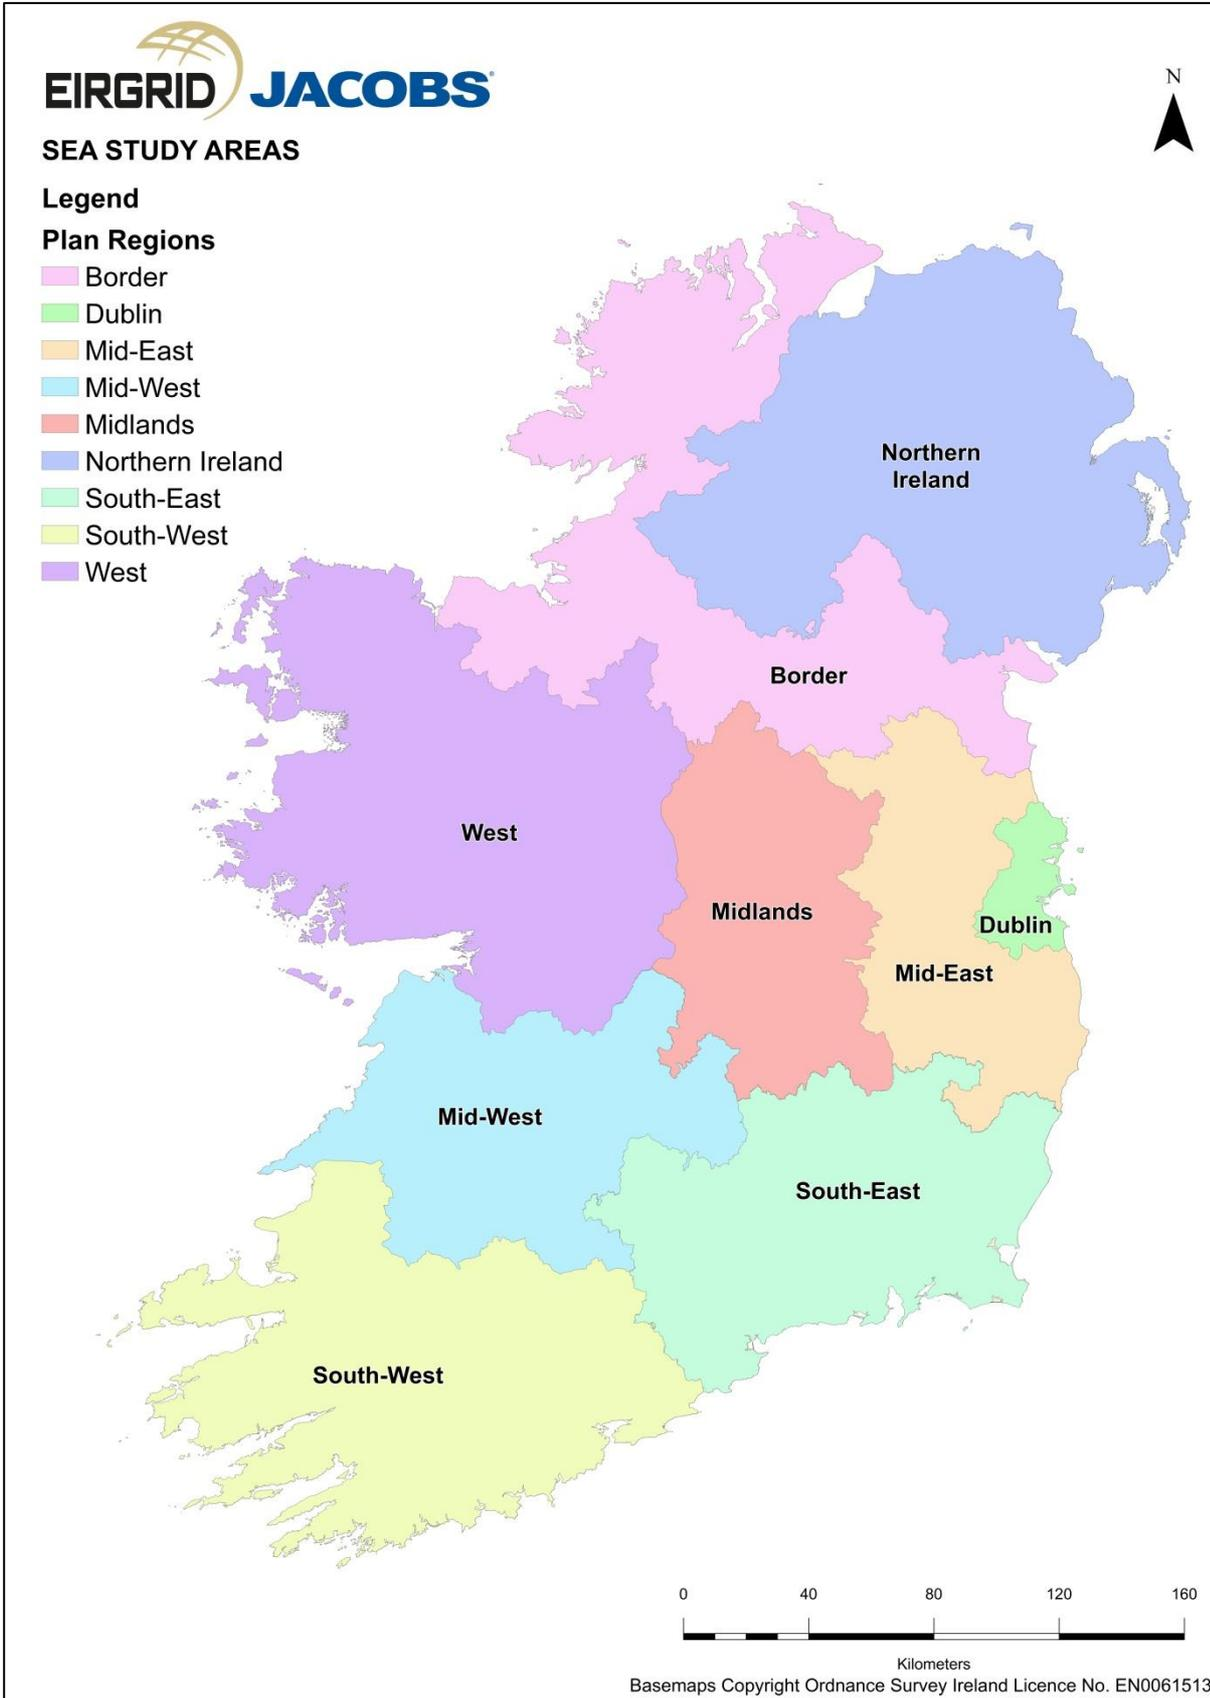 EIRGRID JACOBS
SEA STUDY AREAS
Legend
Plan Regions
Border
Dublin
Mid-East
Mid-West
Midlands
Northern Ireland
South-East
South-West
West
N
Northern
Ireland
Border
West
Midlands
Dublin
Mid-East
Mid-West
South-East
South-West
0 40 80 120 160
Kilometers
Basemaps Copyright Ordnance Survey Ireland Licence No. EN0061513